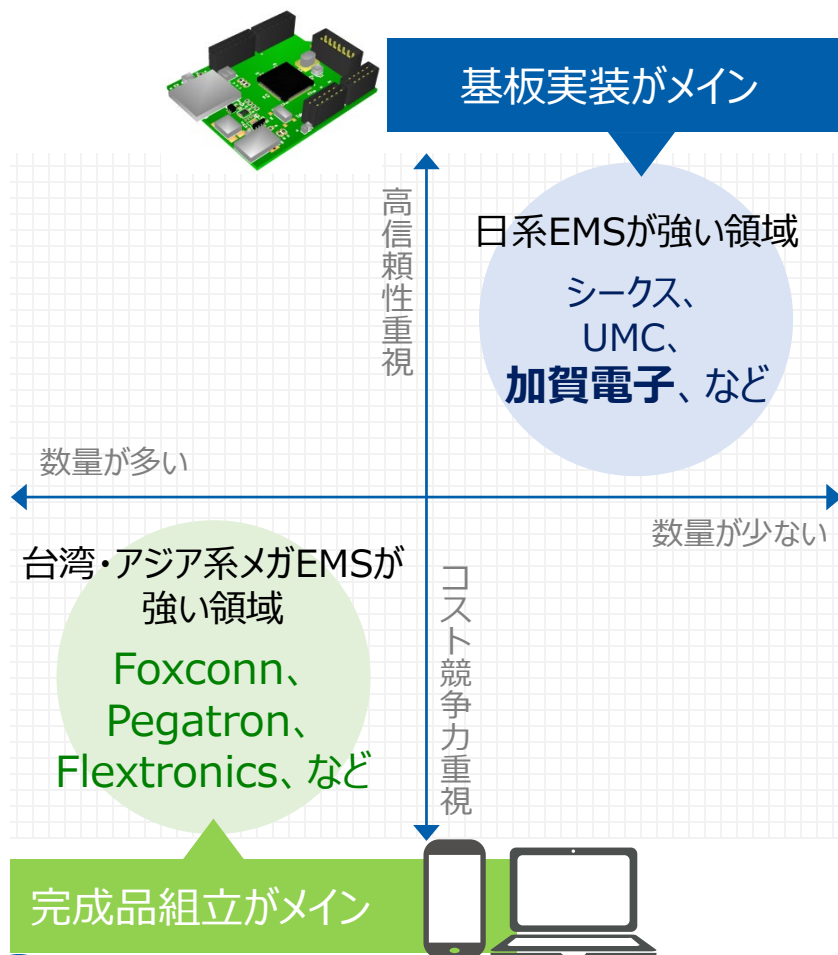 基板実装がメイン
高信頼性重視
日系EMSが強い領域
シークス、
UMC、
加賀電子、など
数量が多い
数量が少ない
台湾・アジア系メガEMSが
強い領域
Foxconn、
Pegatron、
Flextronics、など
コスト競争力重視
完成品組立がメイン